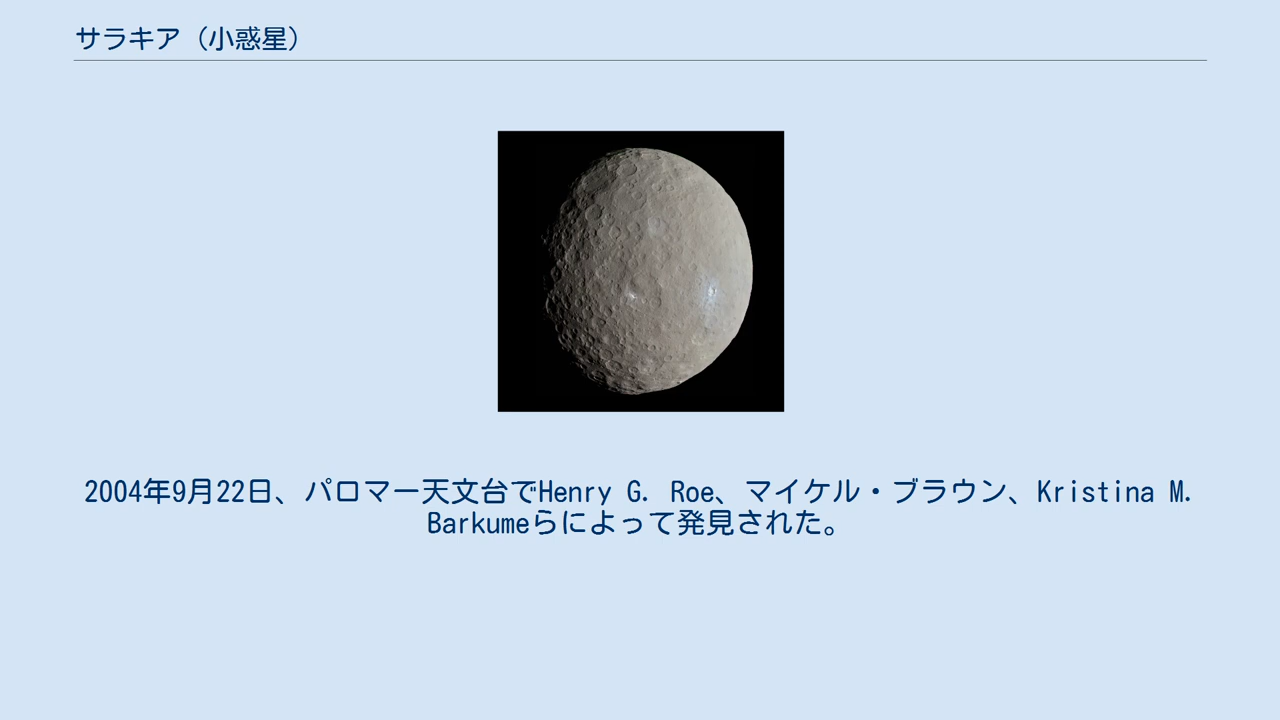 サラキア（小惑星）
2004年9月22日、パロマー天文台でHenry G. Roe、マイケル・ブラウン、Kristina M.
Barkumeらによって発見された。